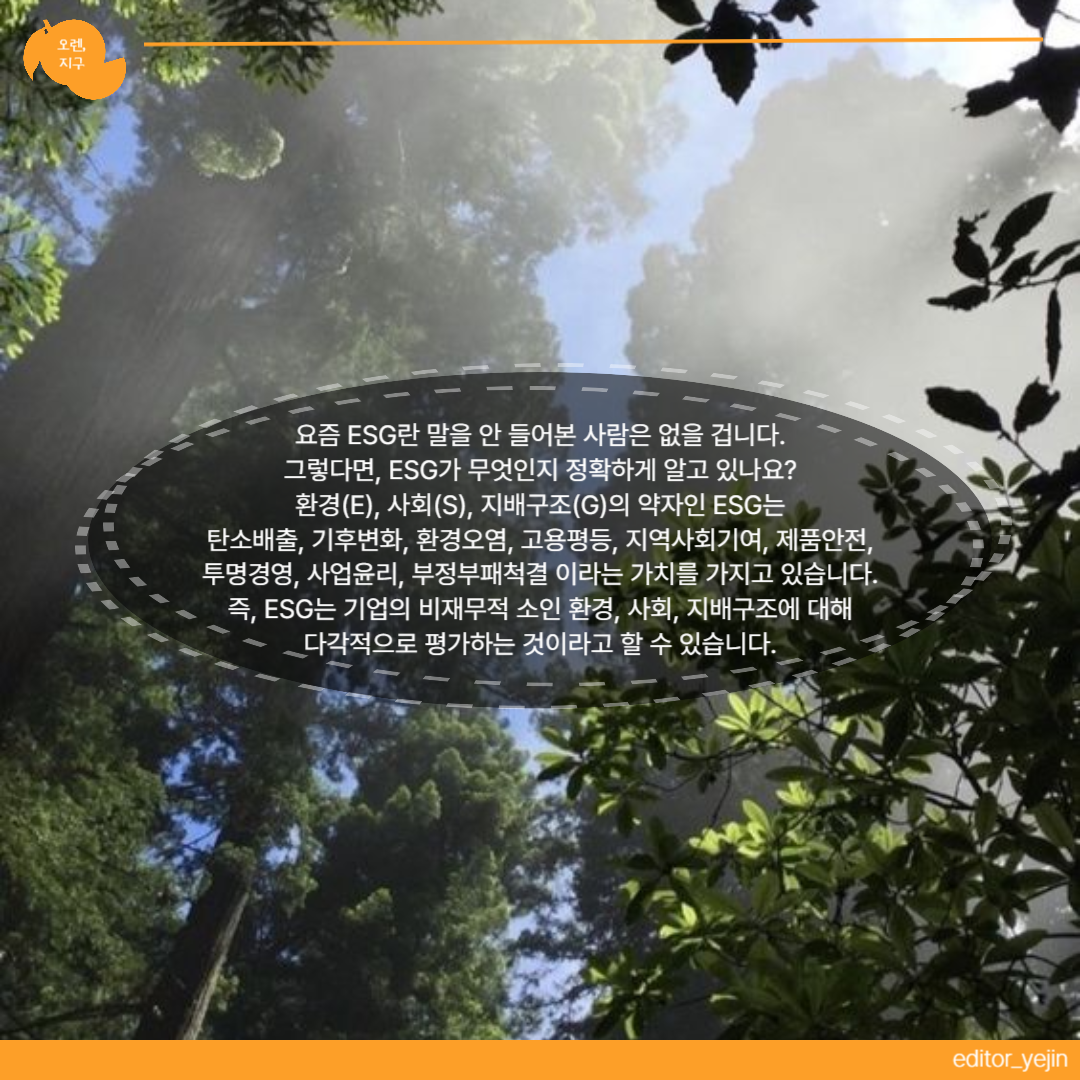 오렌,
지구
요즘 ESG란 말을 안 들어본 사람은 없을 겁니다.
그렇다면, ESG가 무엇인지 정확하게 알고 있나요?
환경(E), 사회(S), 지배구조(G)의 약자인 ESG는
탄소배출, 기후변화, 환경오염, 고용평등, 지역사회기여, 제품안전,
투명경영, 사업윤리, 부정부패척결 이라는 가치를 가지고 있습니다.
즉, ESG는 기업의 비재무적 소인 환경, 사회, 지배구조에 대해
다각적으로 평가하는 것이라고 할 수 있습니다.
editor_yejin